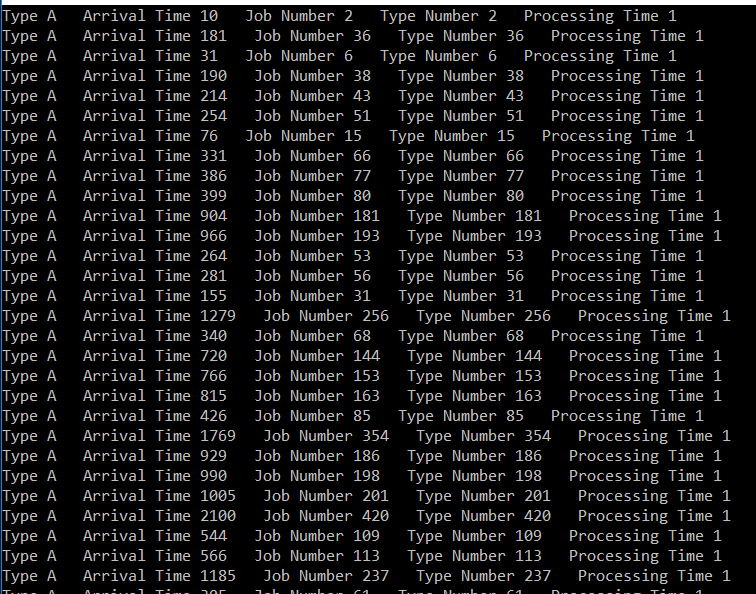 Type A   Arrival Time 10   Job Number 2   Type Number 2   Processing Time 1
Type A   Arrival Time 181   Job Number 36   Type Number 36   Processing Time 1
Type A   Arrival Time 31   Job Number 6   Type Number 6   Processing Time 1
Type A   Arrival Time 190   Job Number 38   Type Number 38   Processing Time 1
Type A   Arrival Time 214   Job Number 43   Type Number 43   Processing Time 1
Type A   Arrival Time 254   Job Number 51   Type Number 51   Processing Time 1
Type A   Arrival Time 76   Job Number 15   Type Number 15   Processing Time 1
Type A   Arrival Time 331   Job Number 66   Type Number 66   Processing Time 1
Type A   Arrival Time 386   Job Number 77   Type Number 77   Processing Time 1
Type A   Arrival Time 399   Job Number 80   Type Number 80   Processing Time 1
Type A   Arrival Time 904   Job Number 181   Type Number 181   Processing Time 1
Type A   Arrival Time 966   Job Number 193   Type Number 193   Processing Time 1
Type A   Arrival Time 264   Job Number 53   Type Number 53   Processing Time 1
Type A   Arrival Time 281   Job Number 56   Type Number 56   Processing Time 1
Type A   Arrival Time 155   Job Number 31   Type Number 31   Processing Time 1
Type A   Arrival Time 1279   Job Number 256   Type Number 256   Processing Time 1
Type A   Arrival Time 340   Job Number 68   Type Number 68   Processing Time 1
Type A   Arrival Time 720   Job Number 144   Type Number 144   Processing Time 1
Type A   Arrival Time 766   Job Number 153   Type Number 153   Processing Time 1
Type A   Arrival Time 815   Job Number 163   Type Number 163   Processing Time 1
Type A   Arrival Time 426   Job Number 85   Type Number 85   Processing Time 1
Type A   Arrival Time 1769   Job Number 354   Type Number 354   Processing Time 1
Type A   Arrival Time 929   Job Number 186   Type Number 186   Processing Time 1
Type A   Arrival Time 990   Job Number 198   Type Number 198   Processing Time 1
Type A   Arrival Time 1005   Job Number 201   Type Number 201   Processing Time 1
Type A   Arrival Time 2100   Job Number 420   Type Number 420   Processing Time 1
Type A   Arrival Time 544   Job Number 109   Type Number 109   Processing Time 1
Type A   Arrival Time 566   Job Number 113   Type Number 113   Processing Time 1
Type A   Arrival Time 1185   Job Number 237   Type Number 237   Processing Time 1